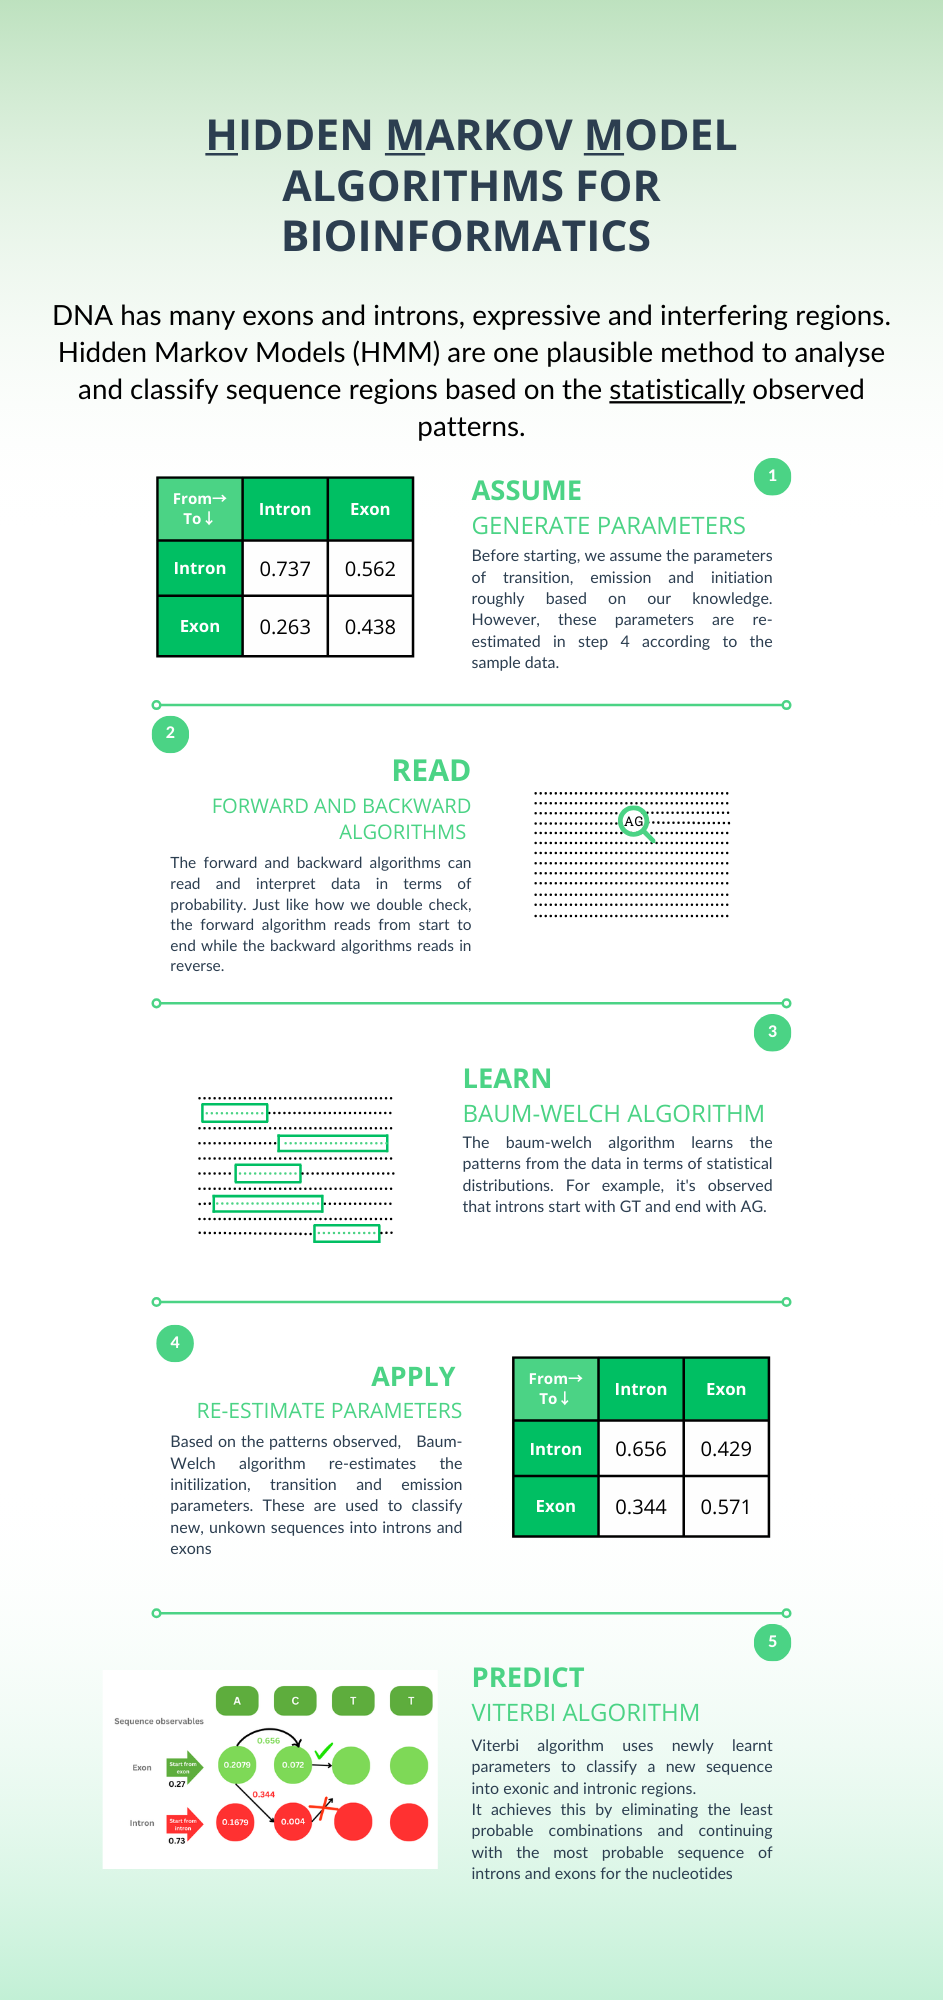 HIDDEN MARKOV MODEL
ALGORITHMS FOR
BIOINFORMATICS
DNA has many exons and introns, expressive and interfering regions.
Hidden Markov Models (HMM) are one plausible method to analyse
and classify sequence regions based on the statistically observed
patterns.
1
From→ To↓ Intron Exon
Intron 0.737 0.562
Exon 0.263 0.438
ASSUME
GENERATE PARAMETERS
Before starting, we assume the parameters
of transition, emission and initiation
roughly based on our knowledge.
However, these parameters are re-
estimated in step 4 according to the
sample data.
2
READ
FORWARD AND BACKWARD
ALGORITHMS
The forward and backward algorithms can
read and interpret data in terms of
probability. Just like how we double check,
the forward algorithm reads from start to
end while the backward algorithms reads in
reverse.
AG
3
LEARN
BAUM-WELCH ALGORITHM
The baum-welch algorithm learns the
patterns from the data in terms of statistical
distributions. For example, it's observed
that introns start with GT and end with AG.
4
APPLY
RE-ESTIMATE PARAMETERS
Based on the patterns observed, Baum-
Welch algorithm re-estimates the
initilization, transition and emission
parameters. These are used to classify
new, unkown sequences into introns and
exons
From→ To↓ Intron Exon
Intron 0.656 0.429
Exon 0.344 0.571
5
PREDICT
VITERBI ALGORITHM
Viterbi algorithm uses newly learnt
parameters to classify a new sequence
into exonic and intronic regions.
It achieves this by eliminating the least
probable combinations and continuing
with the most probable sequence of
introns and exons for the nucleotides
A C T T
Sequence observables
0.656
Exon Start from exon 0.2079 0.072
0.27
0.344
Intron Start from intron 0.1679 0.004
0.73